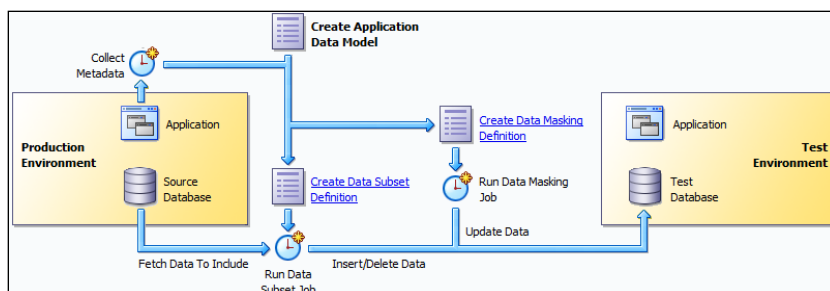 Create Application
Data Model
Collect
Metadata
Production
Environment
Application
Source
Database
Create Data Masking
Definition
Create Data Subset
Definition
Run Data Masking
Job
Application
Test
Database
Test
Environment
Update Data
Fetch Data To Include
Run Data
Subset Job
Insert/Delete Data